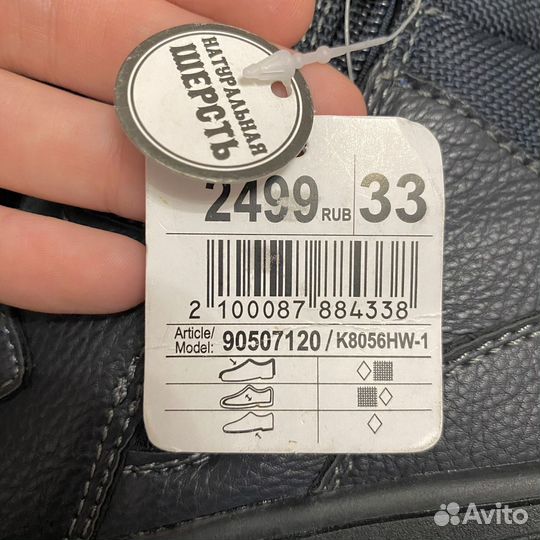 НАТУРАЛЬНАЯ
ШЕРСТЬ
2499 RUB 33
2 100087 884338
Article/
Model: 90507120 / K8056HW-1
Avito